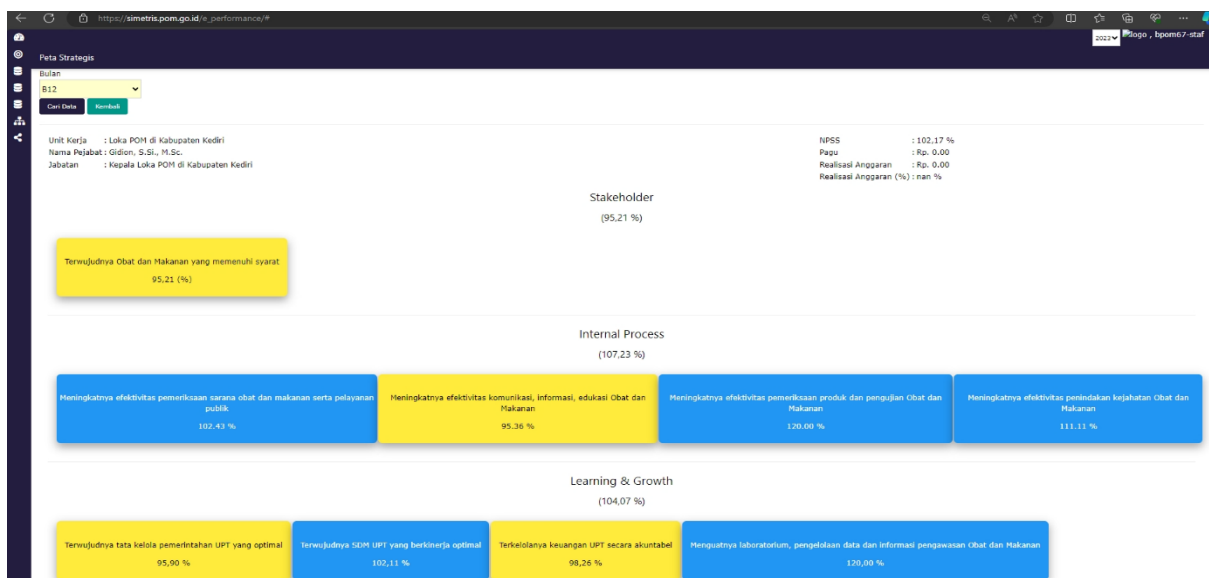 https://simetris.pom.go.id/e_performance/#
2023 logo , bpom67-staf
Peta Strategis
Bulan
B12
Cari Data Kembali
Unit Kerja : Loka POM di Kabupaten Kediri
Nama Pejabat : Gidion, S.Si., M.Sc.
Jabatan : Kepala Loka POM di Kabupaten Kediri
NPSS : 102,17 %
Pagu : Rp. 0.00
Realisasi Anggaran : Rp. 0.00
Realisasi Anggaran (%) : nan %
Stakeholder
(95,21 %)
Terwujudnya Obat dan Makanan yang memenuhi syarat
95,21 (%)
Internal Process
(107,23 %)
Meningkatnya efektivitas pemeriksaan sarana obat dan makanan serta pelayanan
publik
102.43 %
Meningkatnya efektivitas komunikasi, informasi, edukasi Obat dan
Makanan
95.36 %
Meningkatnya efektivitas pemeriksaan produk dan pengujian Obat dan
Makanan
120.00 %
Meningkatnya efektivitas penindakan kejahatan Obat dan
Makanan
111.11 %
Learning & Growth
(104,07 %)
Terwujudnya tata kelola pemerintahan UPT yang optimal
95,90 %
Terwujudnya SDM UPT yang berkinerja optimal
102,11 %
Terkelolanya keuangan UPT secara akuntabel
98,26 %
Menguatnya laboratorium, pengelolaan data dan informasi pengawasan Obat dan Makanan
120,00 %